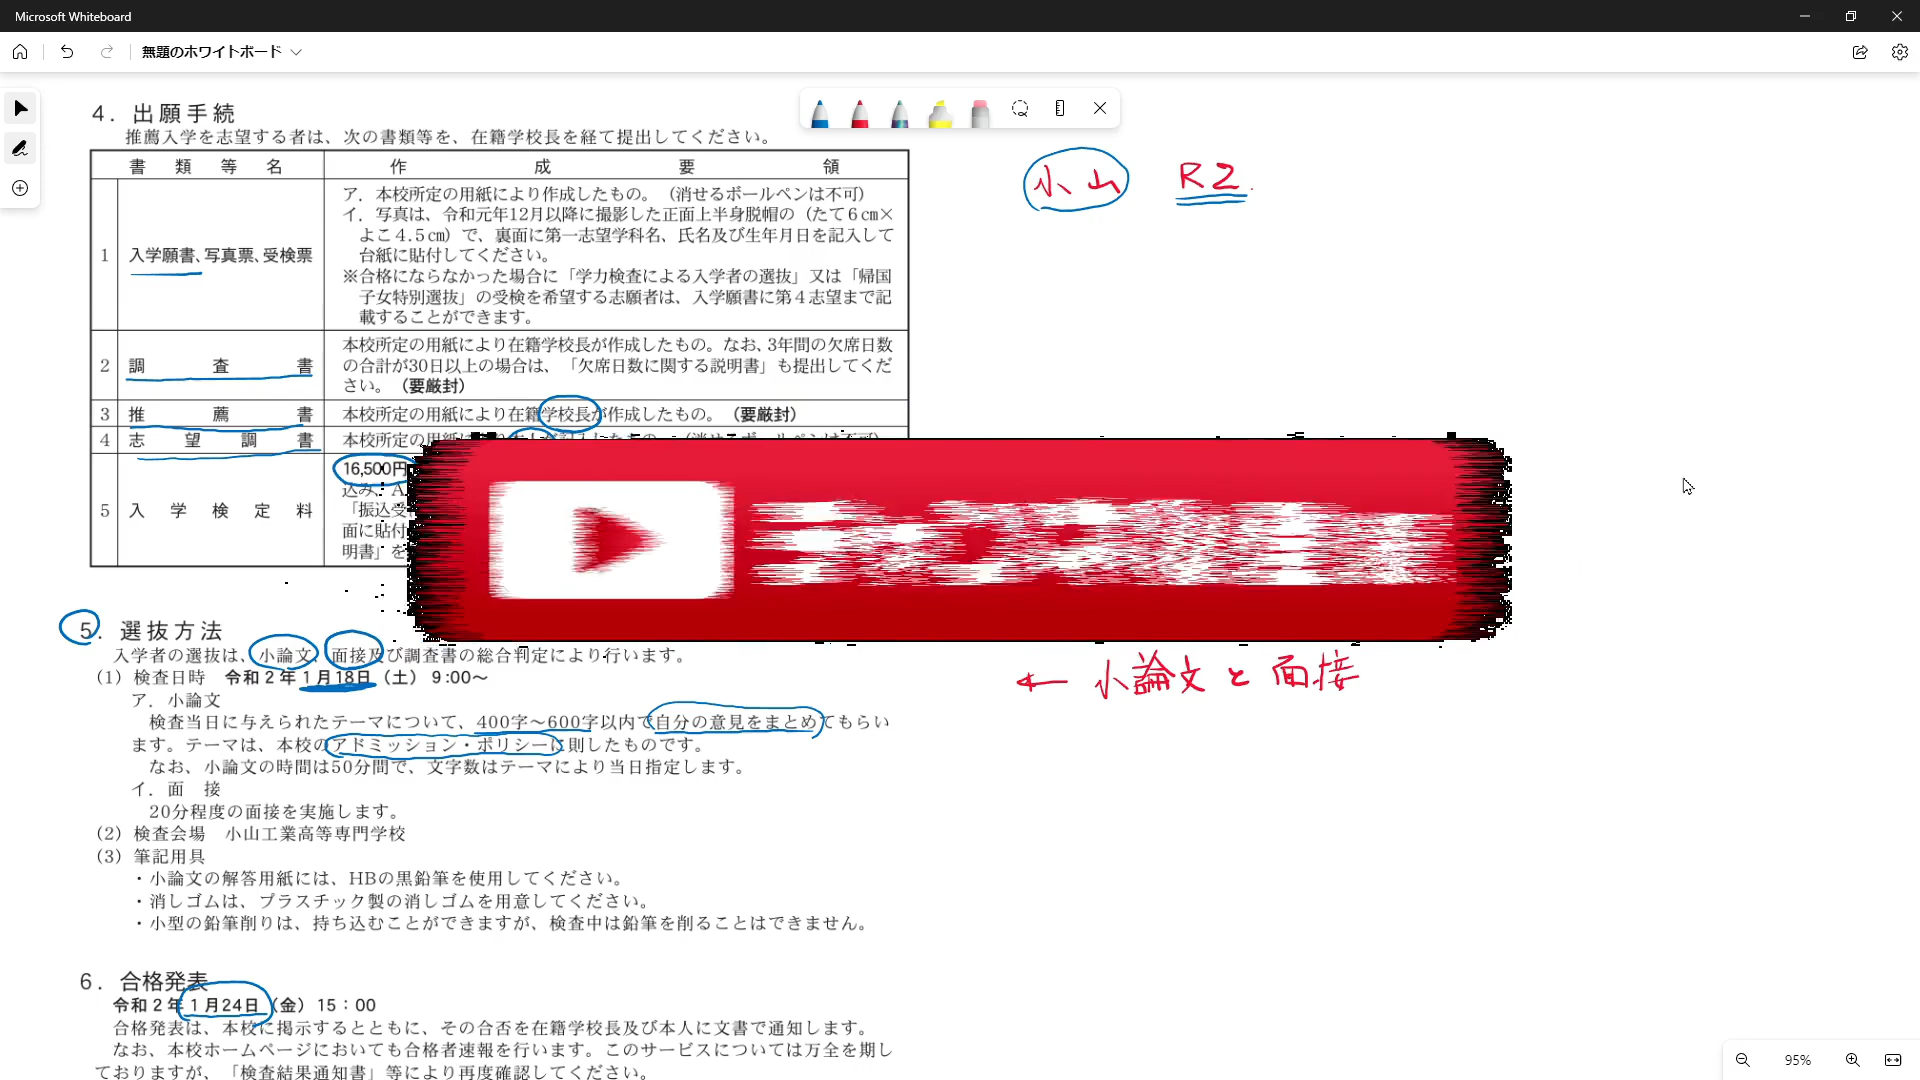 Microsoft Whiteboard
無題のホワイトボード
4．出願手続
推薦入学を志望する者は、次の書類等を、在籍学校長を経て提出してください。
書類等名 作成要領
1 入学願書、写真票、受検票
ア．本校所定の用紙により作成したもの。（消せるボールペンは不可）
イ．写真は、令和元年12月以降に撮影した正面上半身脱帽の（たて６㎝×
よこ４.５㎝）で、裏面に第一志望学科名、氏名及び生年月日を記入して
台紙に貼付してください。
※合格にならなかった場合に「学力検査による入学者の選抜」又は「帰国
子女特別選抜」の受検を希望する志願者は、入学願書に第４志望まで記
載することができます。
2 調査書
本校所定の用紙により在籍学校長が作成したもの。なお、3年間の欠席日数
の合計が30日以上の場合は、「欠席日数に関する説明書」も提出してくだ
さい。（要厳封）
3 推薦書 本校所定の用紙により在籍学校長が作成したもの。（要厳封）
4 志望調書 本校所定の用紙
5 入学検定料
16,500円
込み、A
「振込受
面に貼付
明書」を
小山 R2.
5．選抜方法
入学者の選抜は、小論文、面接及び調査書の総合判定により行います。
(1) 検査日時 令和２年１月18日（土） 9:00～
ア．小論文
検査当日に与えられたテーマについて、400字～600字以内で自分の意見をまとめてもらい
ます。テーマは、本校のアドミッション・ポリシーに則したものです。
なお、小論文の時間は50分間で、文字数はテーマにより当日指定します。
イ．面 接
20分程度の面接を実施します。
(2) 検査会場 小山工業高等専門学校
(3) 筆記用具
・小論文の解答用紙には、HBの黒鉛筆を使用してください。
・消しゴムは、プラスチック製の消しゴムを用意してください。
・小型の鉛筆削りは、持ち込むことができますが、検査中は鉛筆を削ることはできません。
← 小論文と面接
6．合格発表
令和２年１月24日（金）15：00
合格発表は、本校に掲示するとともに、その合否を在籍学校長及び本人に文書で通知します。
なお、本校ホームページにおいても合格者速報を行います。このサービスについては万全を期し
ておりますが、「検査結果通知書」等により再度確認してください。
95%